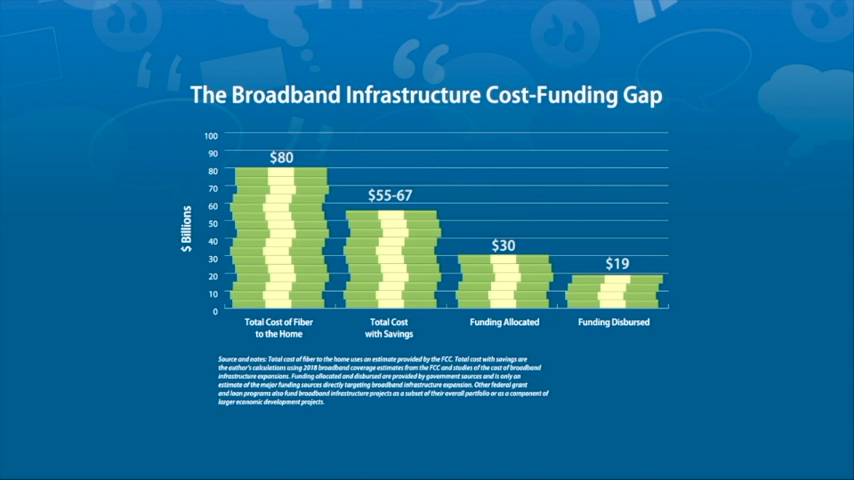 The Broadband Infrastructure Cost-Funding Gap
$ Billions
100
90
80
70
60
50
40
30
20
10
0
$80
$55-67
$30
$19
Total Cost of Fiber
to the Home
Total Cost
with Savings
Funding Allocated
Funding Disbursed
Source and notes: Total cost of fiber to the home uses an estimate provided by the FCC. Total cost with savings are
the author's calculations using 2018 broadband coverage estimates from the FCC and studies of the cost of broadband
infrastructure expansions. Funding allocated and disbursed are provided by government sources and is only an
estimate of the major funding sources directly targeting broadband infrastructure expansion. Other federal grant
and loan programs also fund broadband infrastructure projects as a subset of their overall portfolio or as a component of
larger economic development projects.